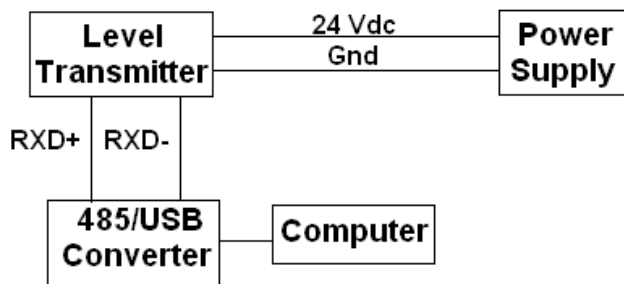 Level
Transmitter
24 Vdc
Gnd
Power
Supply
RXD+
RXD-
485/USB
Converter
Computer